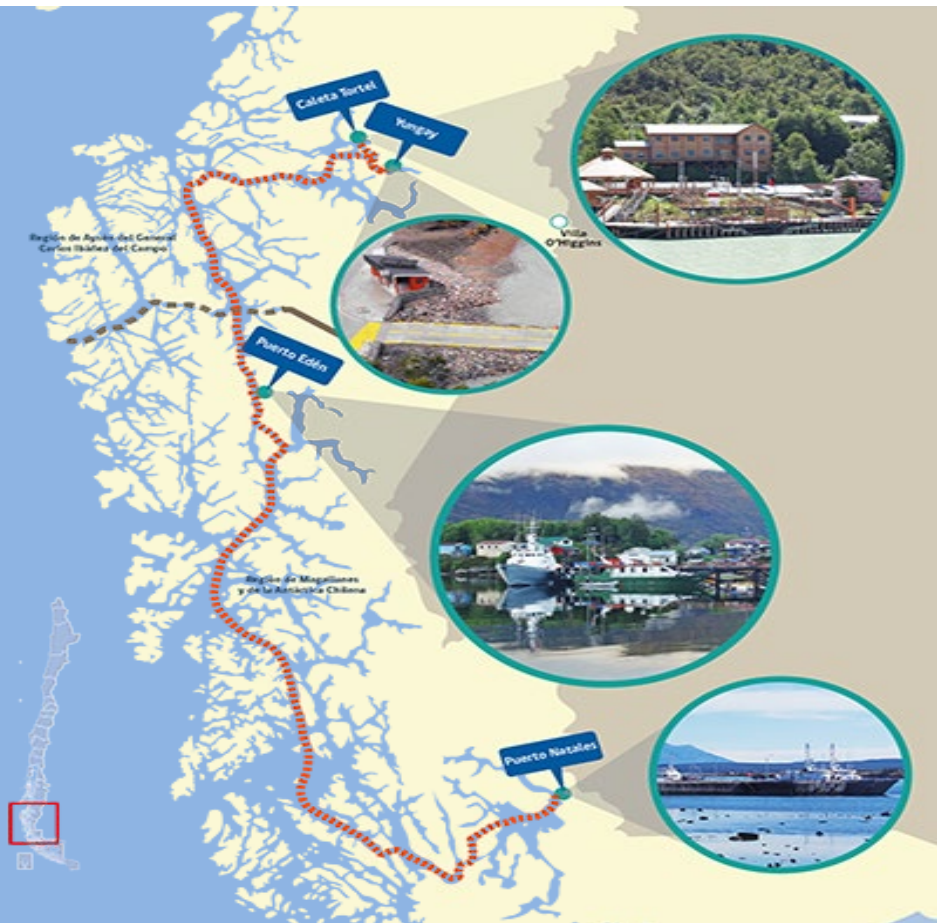 Caleta Tortel
Yungay
Villa
O'Higgins
Región de Aysén del General
Carlos Ibáñez del Campo
Puerto Edén
Región de Magallanes
y de la Antártica Chilena
Puerto Natales